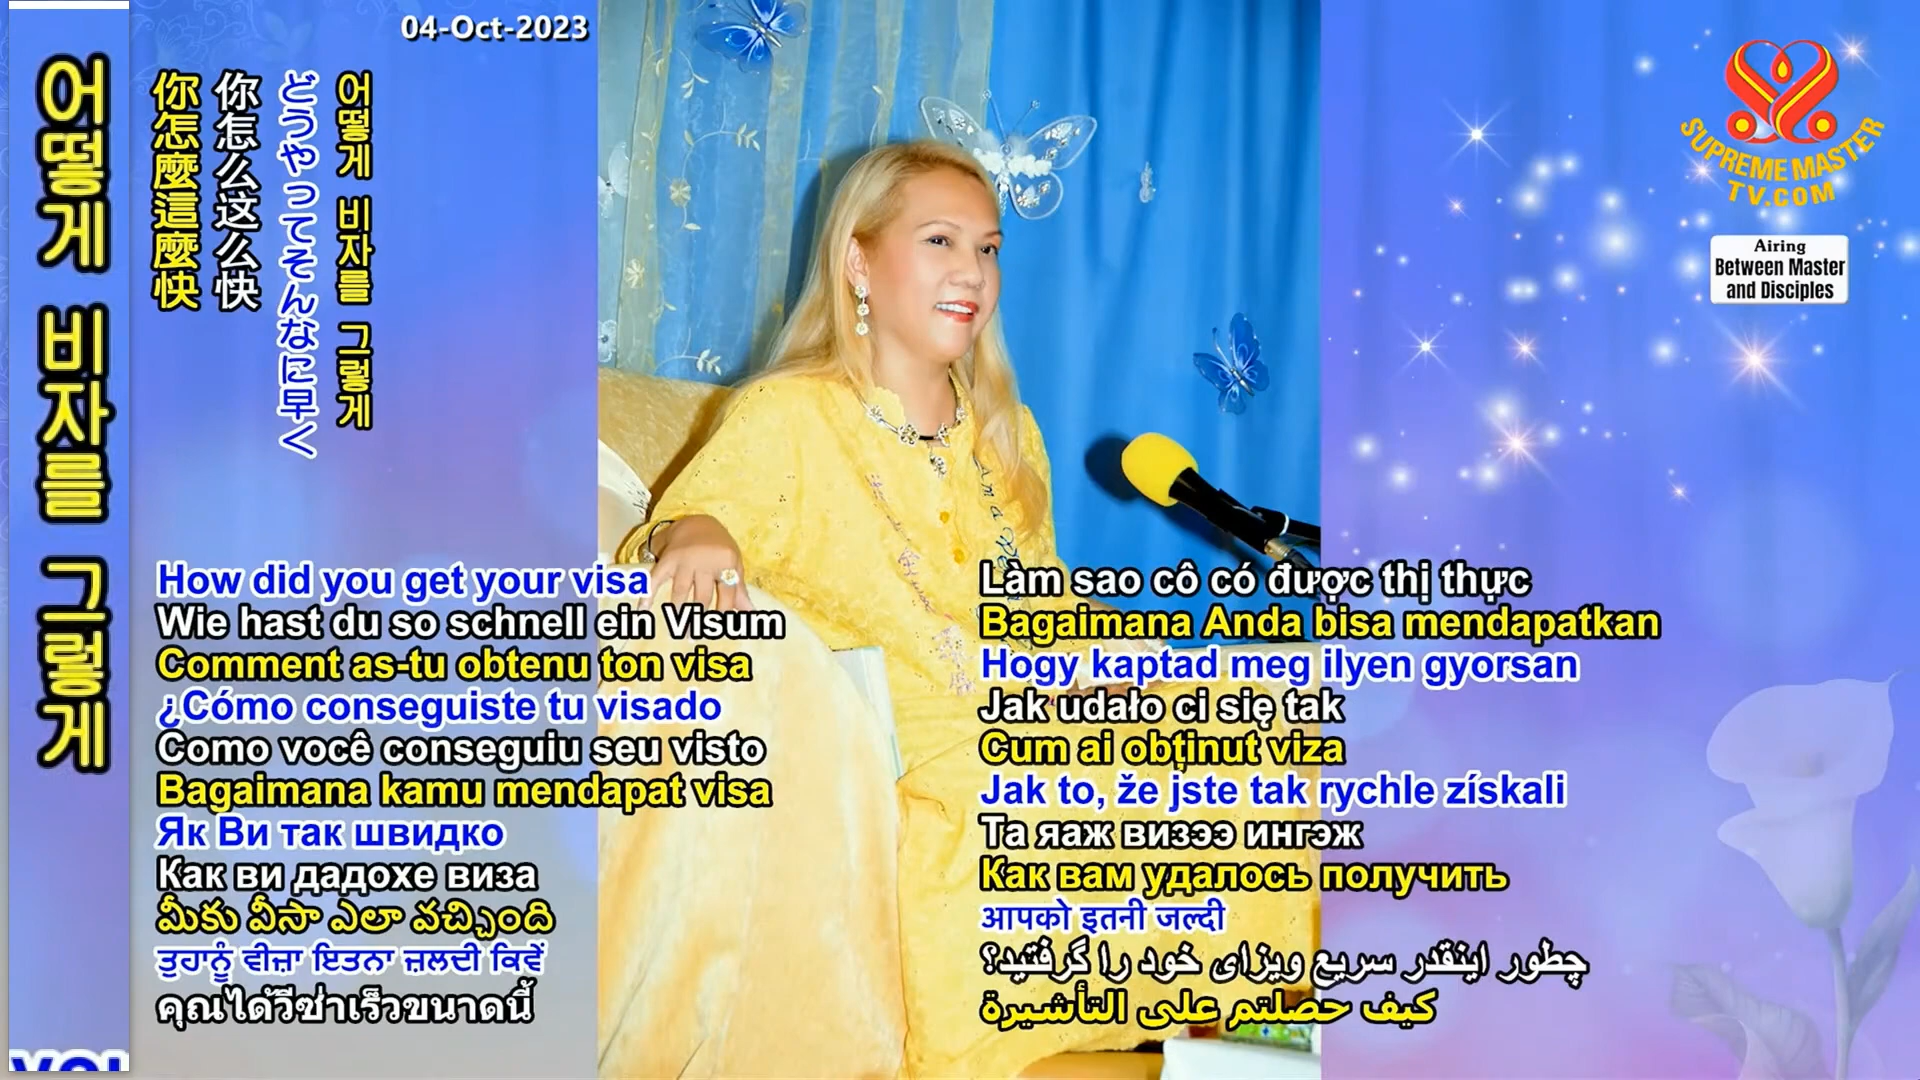 04-Oct-2023
어떻게 비자를 그렇게
你怎麼這麼快
你怎么这么快
どうやってそんなに早く
어떻게 비자를 그렇게
SUPREME MASTER
TV.COM
Airing
Between Master
and Disciples
How did you get your visa
Wie hast du so schnell ein Visum
Comment as-tu obtenu ton visa
¿Cómo conseguiste tu visado
Como você conseguiu seu visto
Bagaimana kamu mendapat visa
Як Ви так швидко
Как ви дадохе виза
మీకు వీసా ఎలా వచ్చింది
ਤੁਹਾਨੂੰ ਵੀਜ਼ਾ ਇਤਨਾ ਜ਼ਲਦੀ ਕਿਵੇਂ
คุณได้วีซ่าเร็วขนาดนี้
Làm sao cô có được thị thực
Bagaimana Anda bisa mendapatkan
Hogy kaptad meg ilyen gyorsan
Jak udało ci się tak
Cum ai obținut viza
Jak to, že jste tak rychle získali
Та яаж визээ ингэж
Как вам удалось получить
आपको इतनी जल्दी
چطور اینقدر سریع ویزای خود را گرفتید؟
كيف حصلتم على التأشيرة